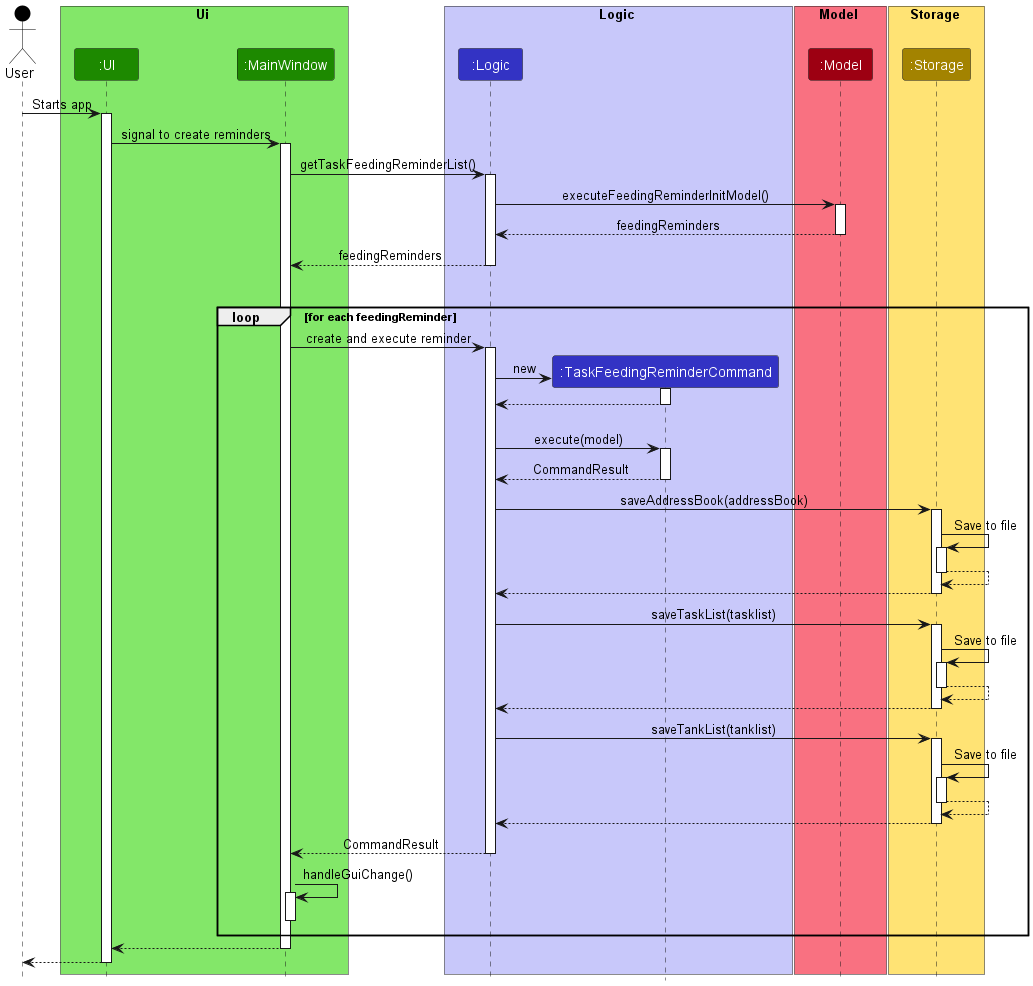 Ui
Logic
Model
Storage
User
:UI
:MainWindow
:Logic
:Model
:Storage
Starts app
signal to create reminders
getTaskFeedingReminderList()
executeFeedingReminderInitModel()
feedingReminders
feedingReminders
loop
[for each feedingReminder]
create and execute reminder
new
:TaskFeedingReminderCommand
execute(model)
CommandResult
saveAddressBook(addressBook)
Save to file
saveTaskList(tasklist)
Save to file
saveTankList(tanklist)
Save to file
CommandResult
handleGuiChange()